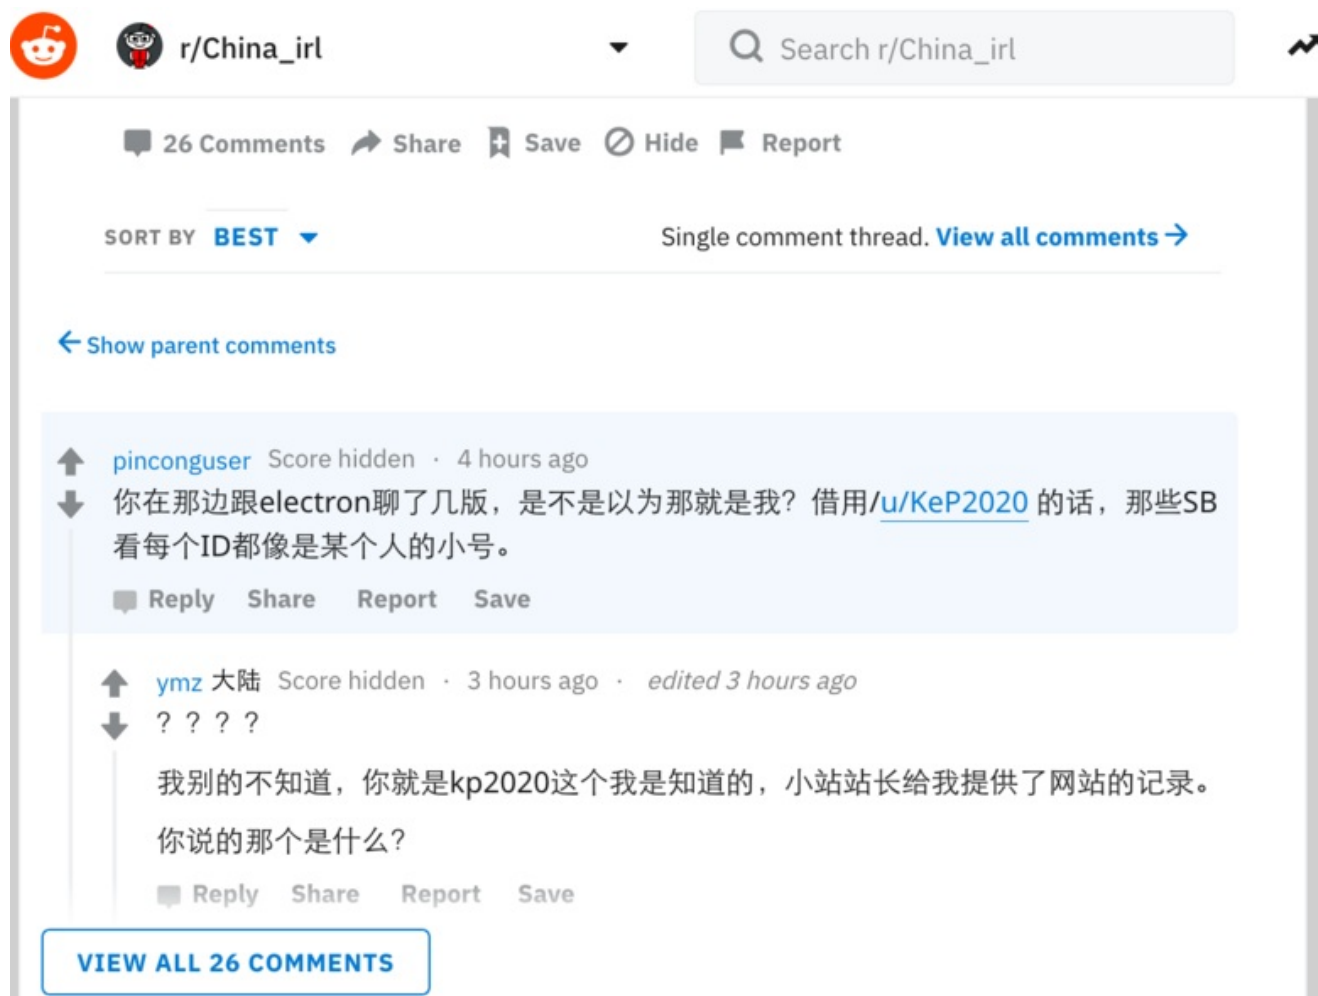 r/China_irl
Search r/China_irl
26 Comments Share Save Hide Report
SORT BY BEST
Single comment thread. View all comments
Show parent comments
pinconguser Score hidden · 4 hours ago
你在那边跟electron聊了几版，是不是以为那就是我？借用/u/KeP2020 的话，那些SB
看每个ID都像是某个人的小号。
Reply Share Report Save
ymz 大陆 Score hidden · 3 hours ago · edited 3 hours ago
？？？？
我别的不知道，你就是kp2020这个我是知道的，小站站长给我提供了网站的记录。
你说的那个是什么？
Reply Share Report Save
VIEW ALL 26 COMMENTS